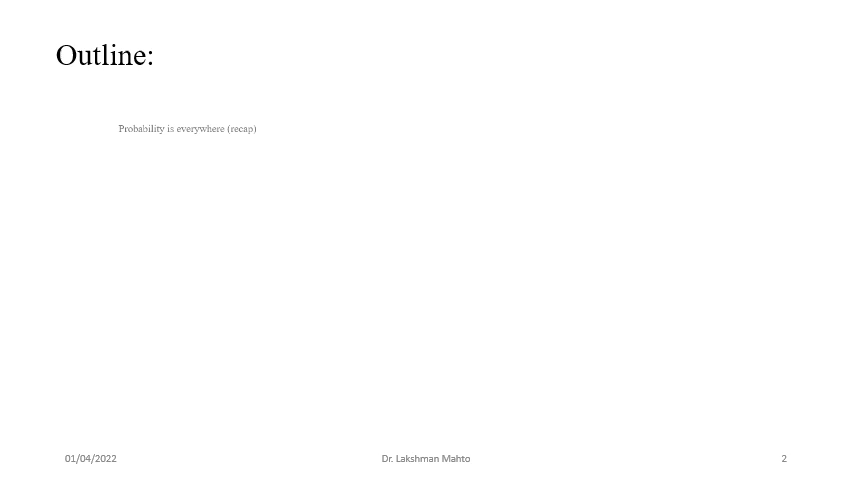 Outline:
Probability is everywhere (recap)
01/04/2022
Dr. Lakshman Mahto
2